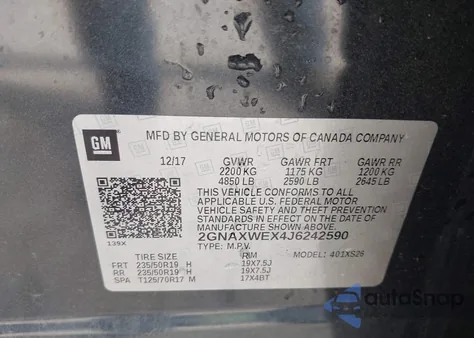 GM
MFD BY GENERAL MOTORS OF CANADA COMPANY
12/17 GVWR GAWR FRT GAWR RR
2200 KG 1175 KG 1200 KG
4850 LB 2590 LB 2645 LB
THIS VEHICLE CONFORMS TO ALL
APPLICABLE U.S. FEDERAL MOTOR
VEHICLE SAFETY AND THEFT PREVENTION
STANDARDS IN EFFECT ON THE DATE OF
MANUFACTURE SHOWN ABOVE.
2GNAXWEX4J6242590
139X TYPE: M.P.V. MODEL: 401XS26
TIRE SIZE RIM
FRT 235/50R19 H 19X7.5J
RR 235/50R19 H 19X7.5J
SPA T125/70R17 M 17X4BT
AutoSnap